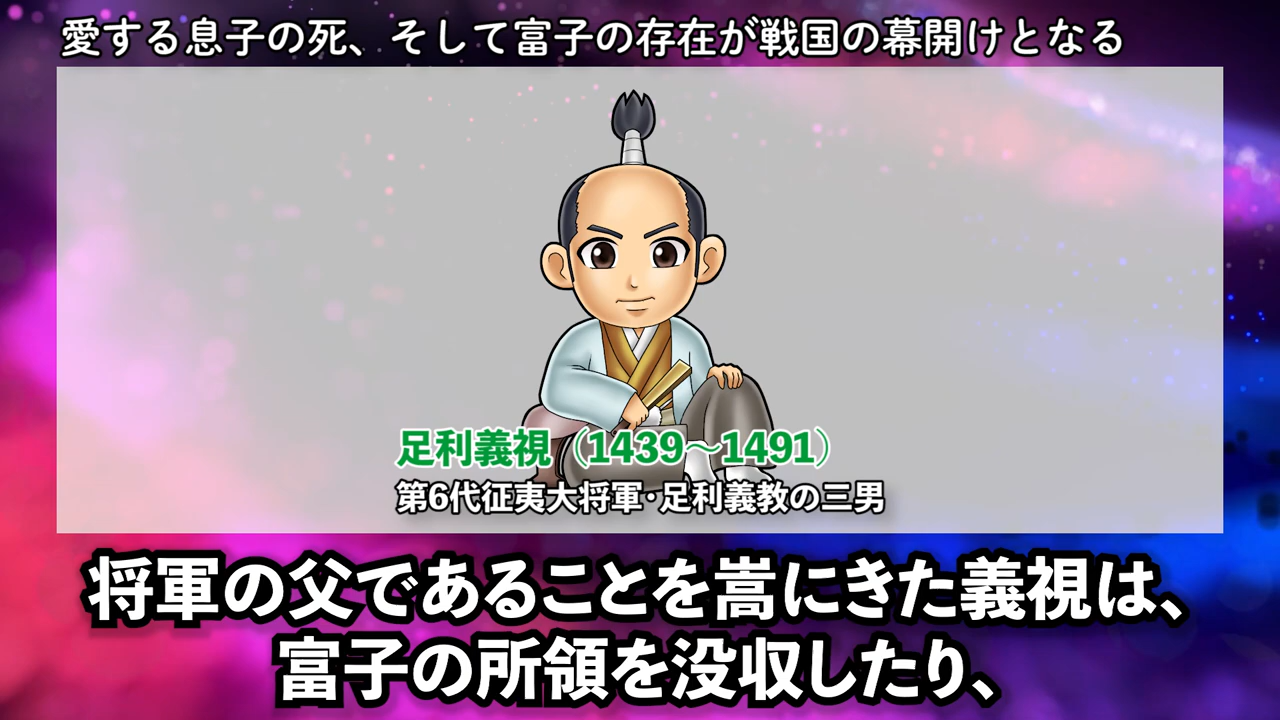 愛する息子の死、そして富子の存在が戦国の幕開けとなる
足利義視（1439〜1491）
第6代征夷大将軍・足利義教の三男
将軍の父であることを嵩にきた義視は、
富子の所領を没収したり、